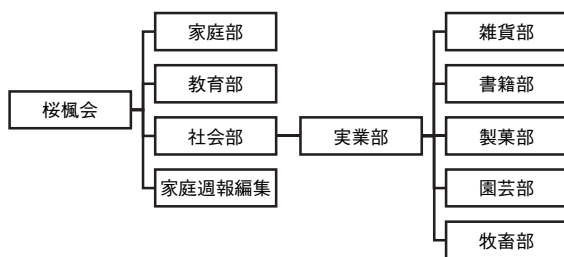 桜楓会
家庭部
教育部
社会部
家庭週報編集
実業部
雑貨部
書籍部
製菓部
園芸部
牧畜部